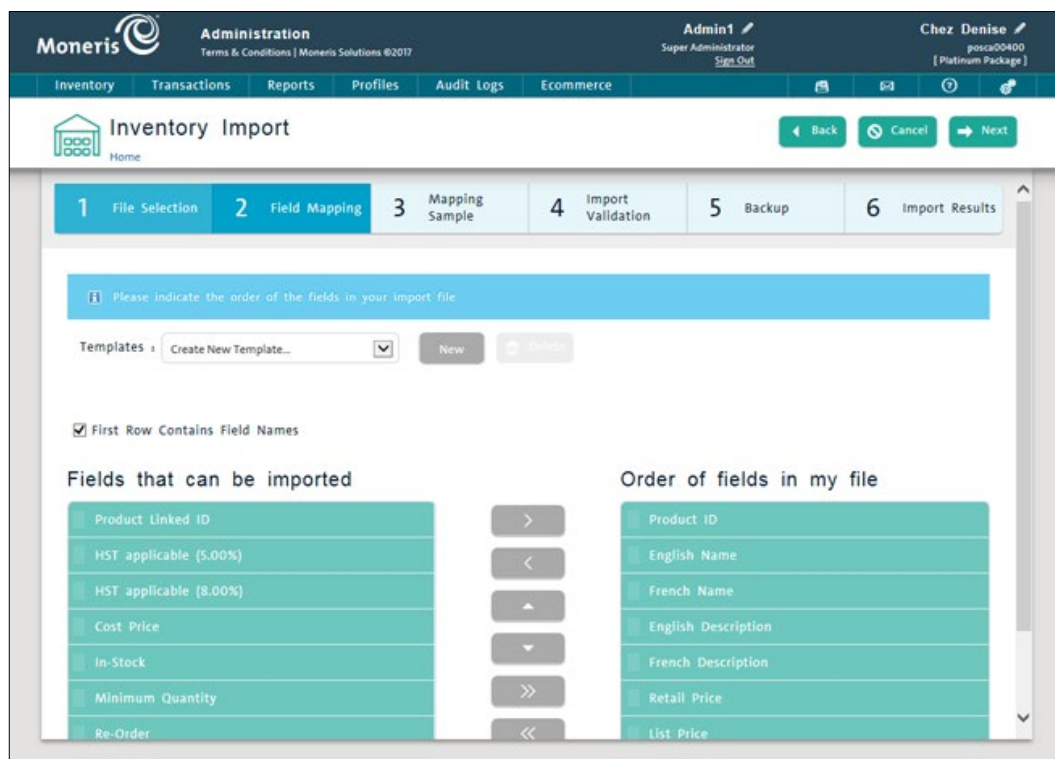 Moneris
Administration
Terms & Conditions | Moneris Solutions ©2017
Admin1
Super Administrator
Sign Out
Chez Denise
posca00400
[ Platinum Package ]
Inventory Transactions Reports Profiles Audit Logs Ecommerce
Inventory Import
Home
Back Cancel Next
1 File Selection 2 Field Mapping 3 Mapping Sample 4 Import Validation 5 Backup 6 Import Results
Please indicate the order of the fields in your import file
Templates : Create New Template... New Delete
First Row Contains Field Names
Fields that can be imported
Product Linked ID
HST applicable (5.00%)
HST applicable (8.00%)
Cost Price
In-Stock
Minimum Quantity
Re-Order
Order of fields in my file
Product ID
English Name
French Name
English Description
French Description
Retail Price
List Price